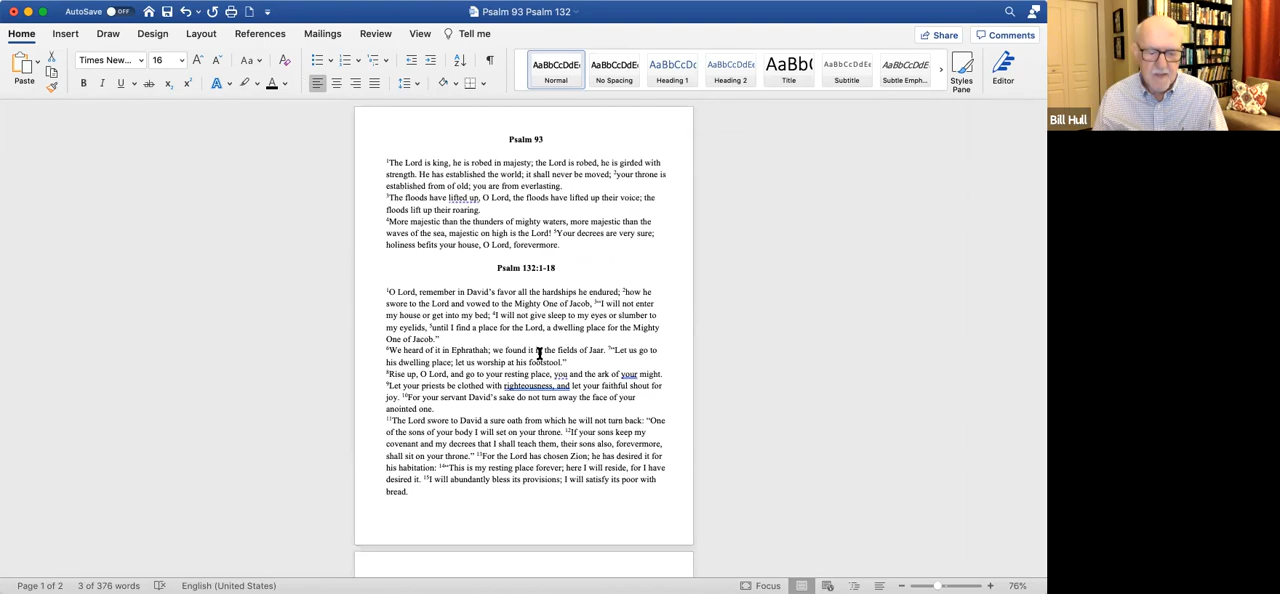 AutoSave OFF
Psalm 93 Psalm 132
Home Insert Draw Design Layout References Mailings Review View Tell me
Share Comments
Paste
Times New... 16
Aa
B I U ab x2 x2 A A
AaBbCcDdEe AaBbCcDdEe AaBbCcDc AaBbCcDdEe AaBbC AaBbCcDdEe AaBbCcDdEe
Normal No Spacing Heading 1 Heading 2 Title Subtitle Subtle Emph...
Styles Pane
Editor
Bill Hull
Psalm 93
1The Lord is king, he is robed in majesty; the Lord is robed, he is girded with
strength. He has established the world; it shall never be moved; 2your throne is
established from of old; you are from everlasting.
3The floods have lifted up, O Lord, the floods have lifted up their voice; the
floods lift up their roaring.
4More majestic than the thunders of mighty waters, more majestic than the
waves of the sea, majestic on high is the Lord! 5Your decrees are very sure;
holiness befits your house, O Lord, forevermore.
Psalm 132:1-18
1O Lord, remember in David's favor all the hardships he endured; 2how he
swore to the Lord and vowed to the Mighty One of Jacob, 3"I will not enter
my house or get into my bed; 4I will not give sleep to my eyes or slumber to
my eyelids, 5until I find a place for the Lord, a dwelling place for the Mighty
One of Jacob."
6We heard of it in Ephrathah; we found it in the fields of Jaar. 7"Let us go to
his dwelling place; let us worship at his footstool."
8Rise up, O Lord, and go to your resting place, you and the ark of your might.
9Let your priests be clothed with righteousness, and let your faithful shout for
joy. 10For your servant David's sake do not turn away the face of your
anointed one.
11The Lord swore to David a sure oath from which he will not turn back: "One
of the sons of your body I will set on your throne. 12If your sons keep my
covenant and my decrees that I shall teach them, their sons also, forevermore,
shall sit on your throne." 13For the Lord has chosen Zion; he has desired it for
his habitation: 14"This is my resting place forever; here I will reside, for I have
desired it. 15I will abundantly bless its provisions; I will satisfy its poor with
bread.
Page 1 of 2 3 of 376 words English (United States) Focus 76%